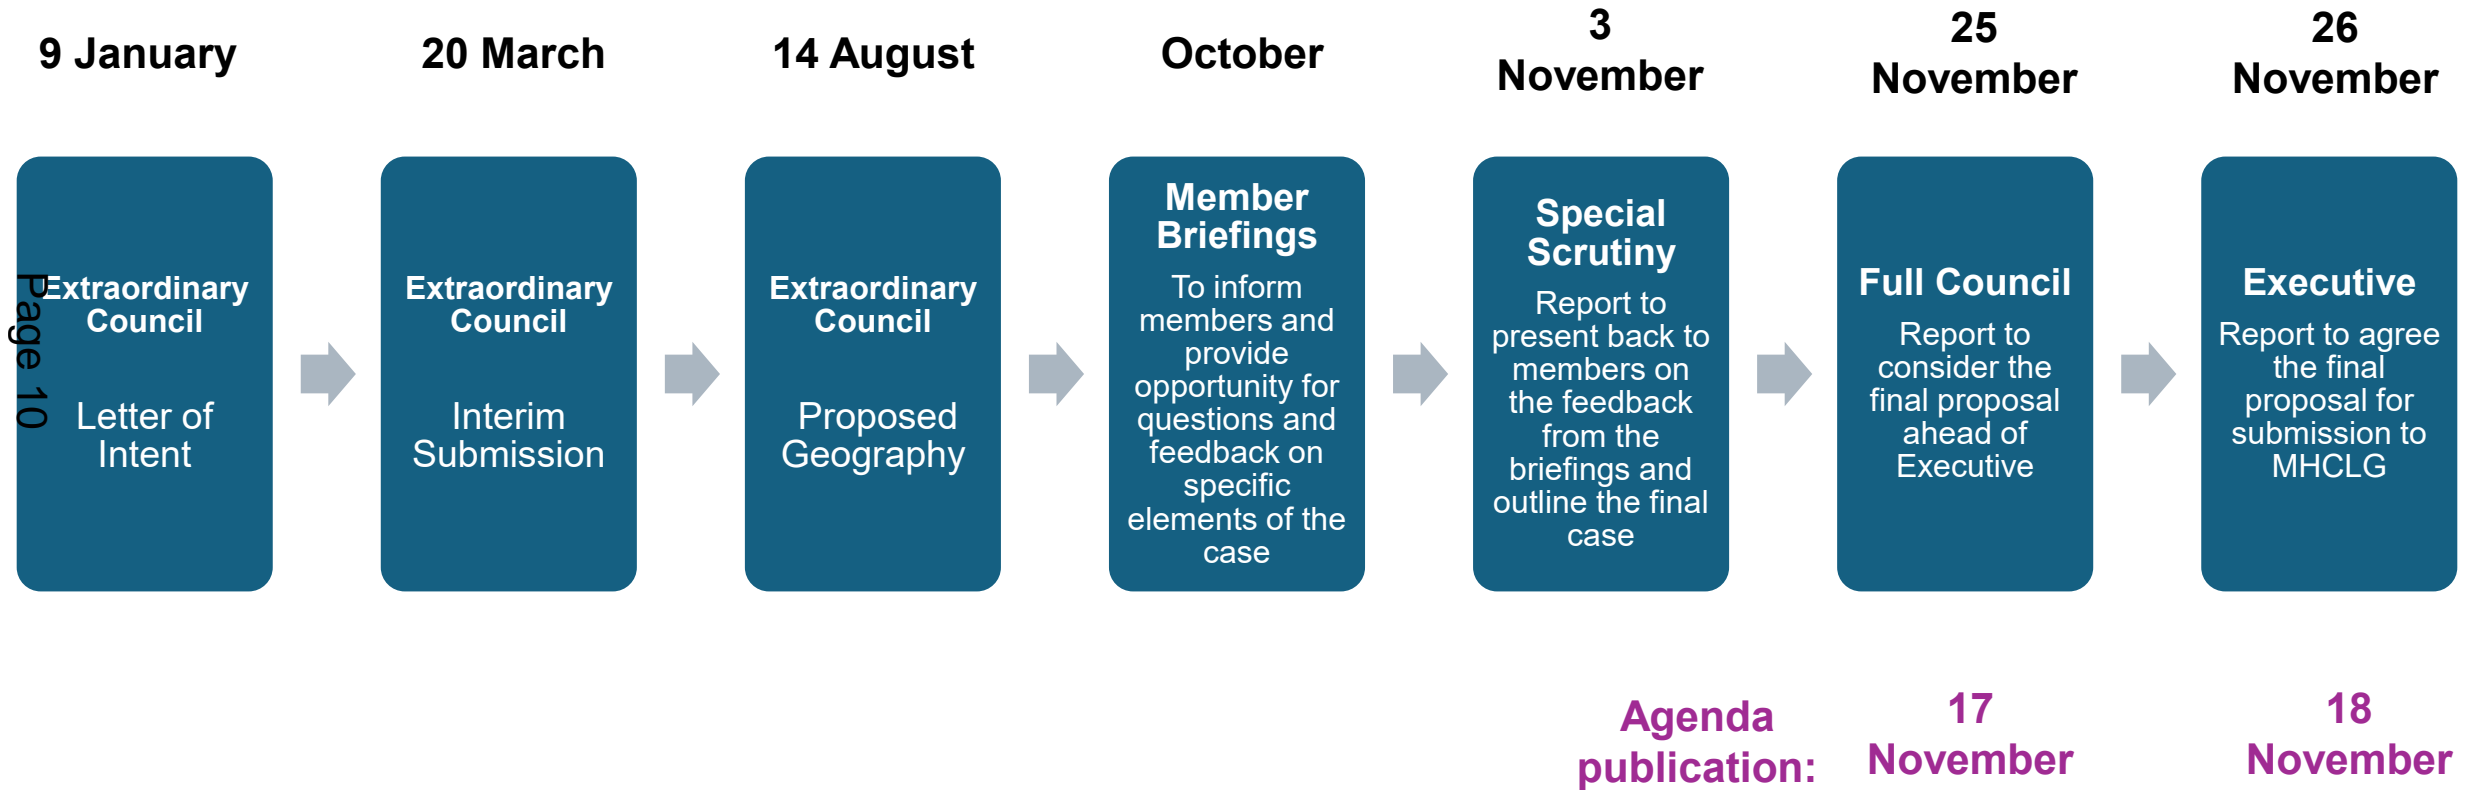 9 January
20 March
14 August
October
3
November
25
November
26
November
Extraordinary
Council
Letter of
Intent
Extraordinary
Council
Interim
Submission
Extraordinary
Council
Proposed
Geography
Member
Briefings
To inform
members and
provide
opportunity for
questions and
feedback on
specific
elements of the
case
Special
Scrutiny
Report to
present back to
members on
the feedback
from the
briefings and
outline the final
case
Full Council
Report to
consider the
final proposal
ahead of
Executive
Executive
Report to agree
the final
proposal for
submission to
MHCLG
Page 10
Agenda
publication:
17
November
18
November